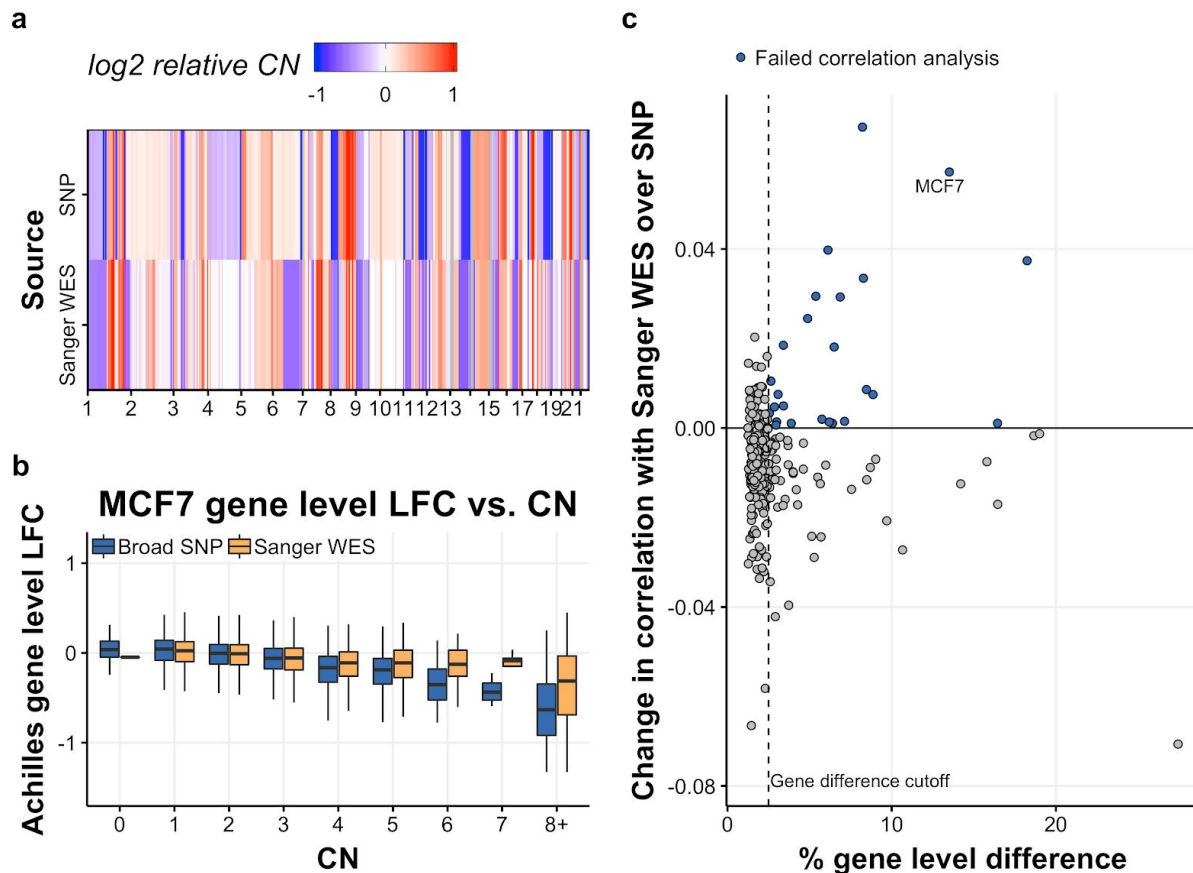 a
log2 relative CN
-1 0 1
Source
SNP
Sanger WES
1 2 3 4 5 6 7 8 9 10 11 12 13 15 17 19 21
b
MCF7 gene level LFC vs. CN
Broad SNP Sanger WES
Achilles gene level LFC
1
0
-1
0 1 2 3 4 5 6 7 8+
CN
c
Failed correlation analysis
Change in correlation with Sanger WES over SNP
MCF7
0.04
0.00
-0.04
-0.08
Gene difference cutoff
0 10 20
% gene level difference